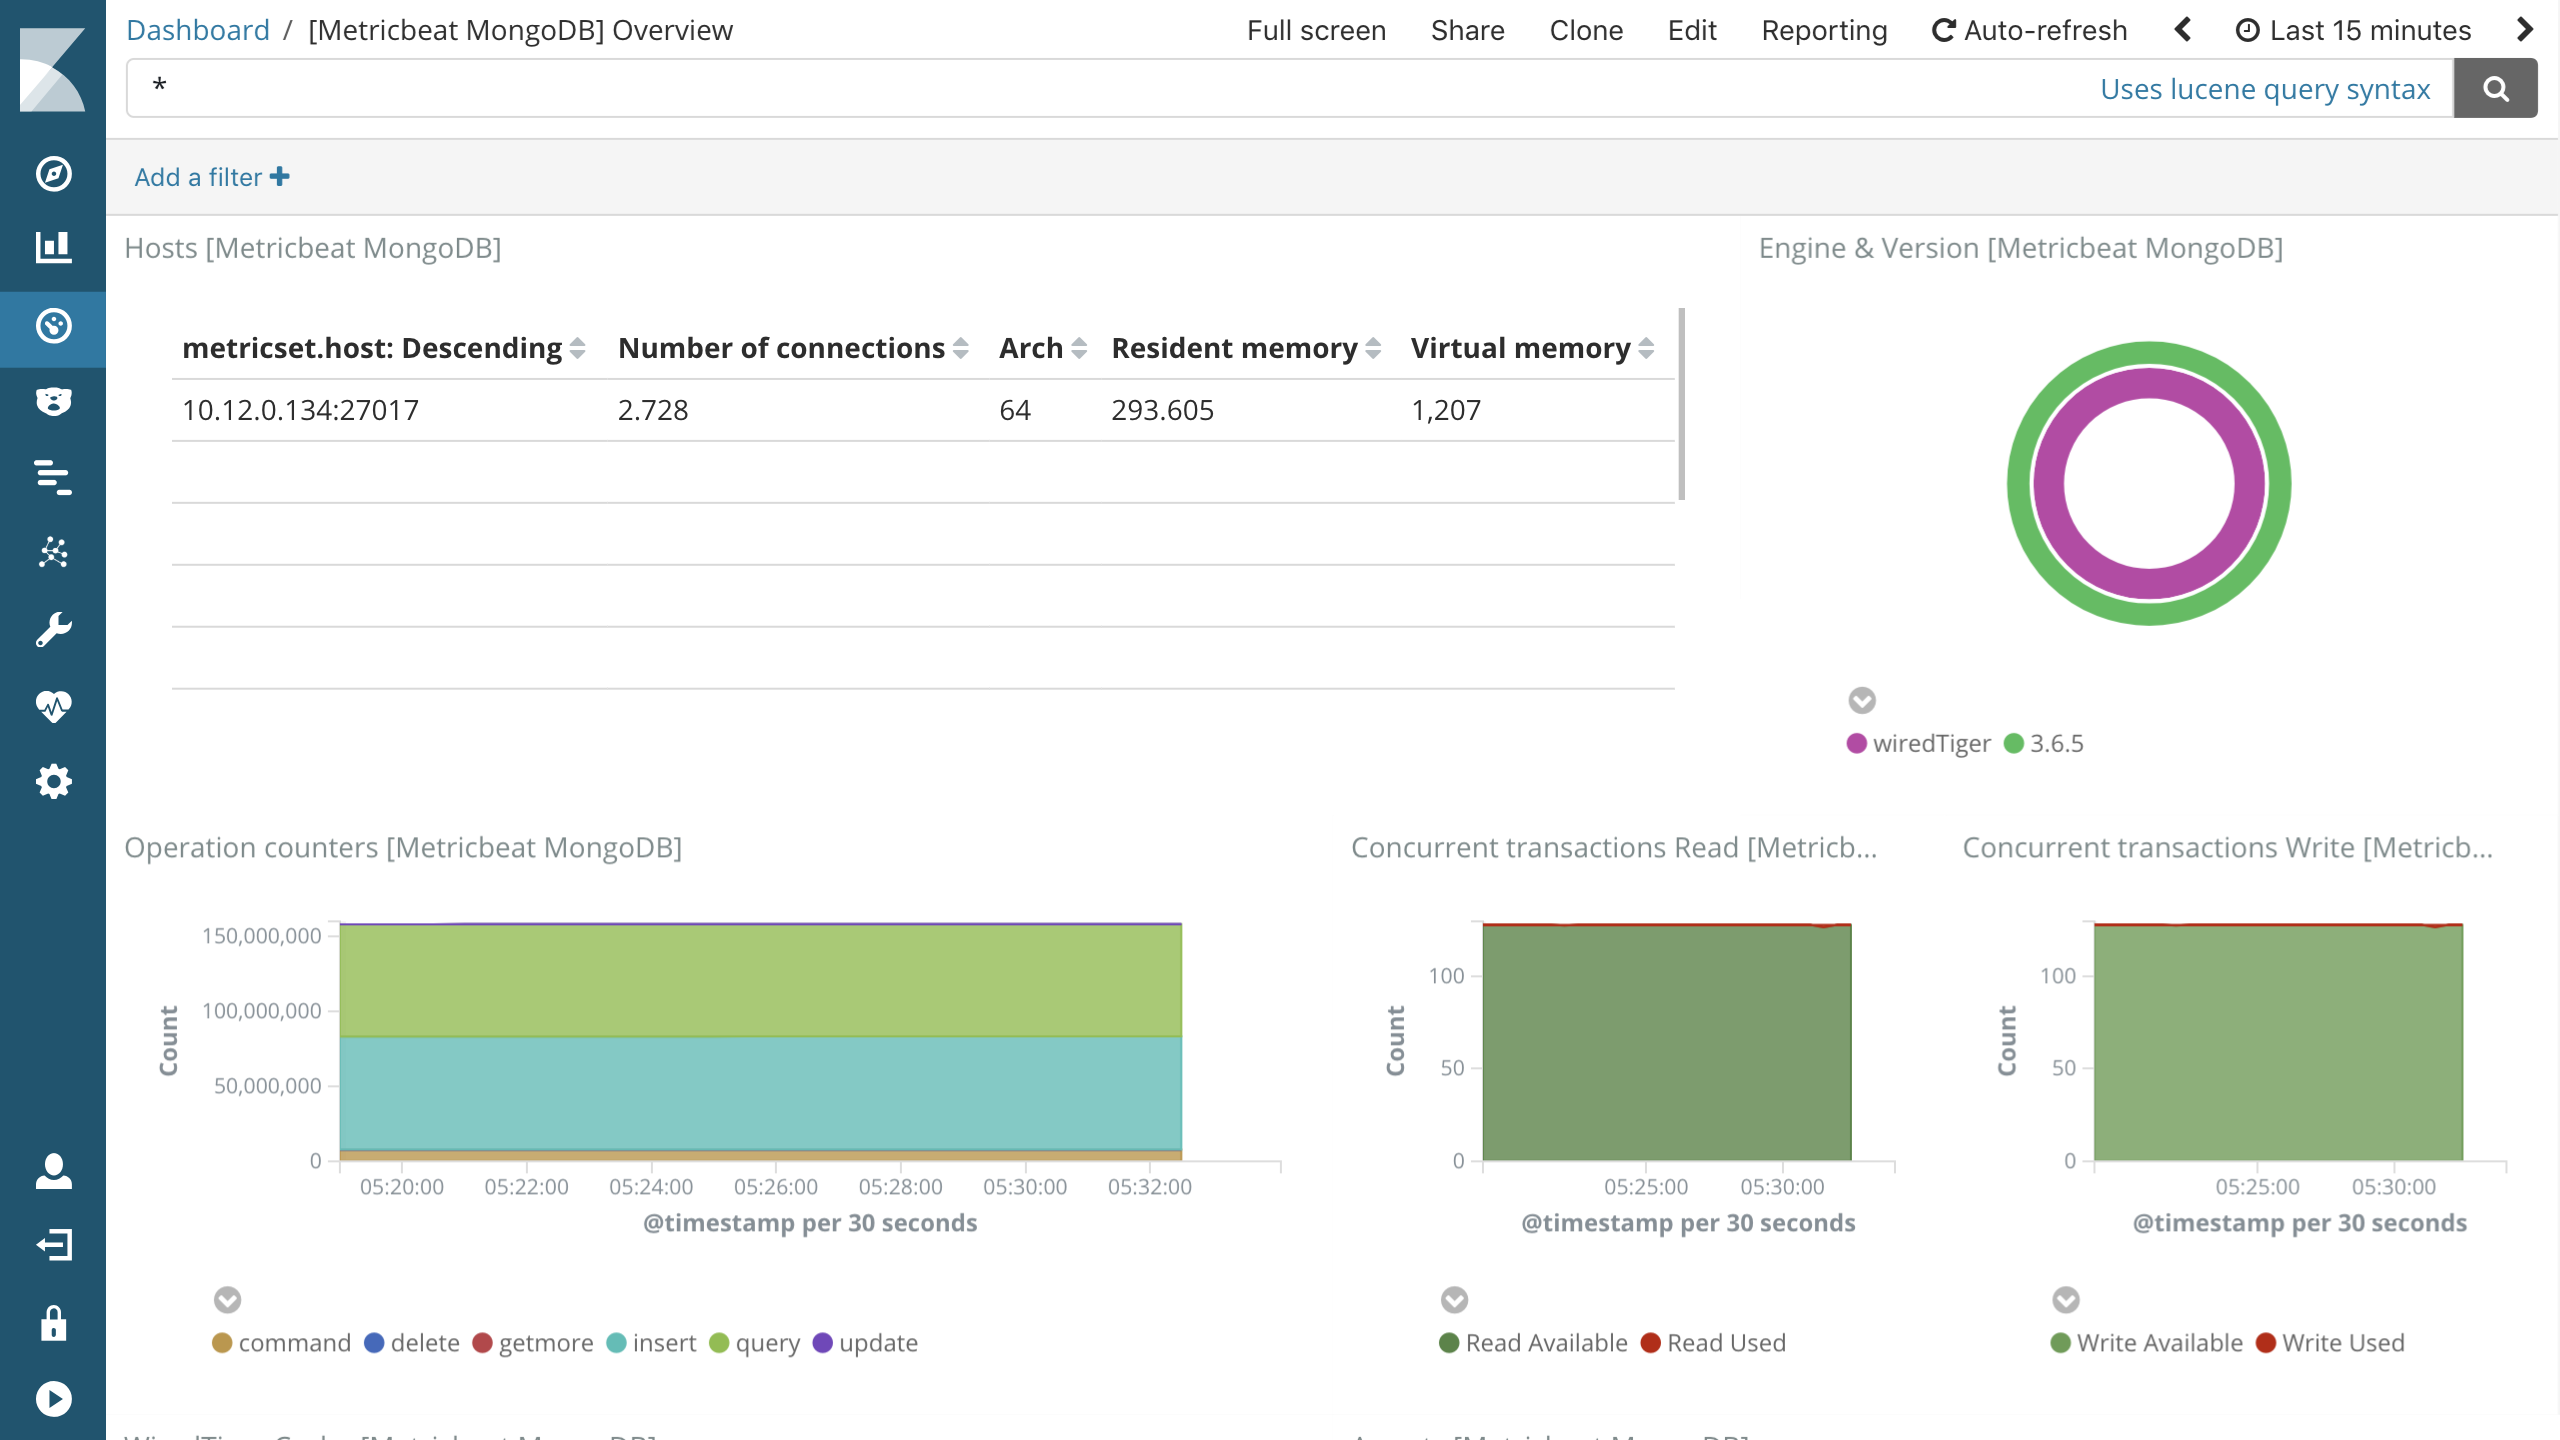 Dashboard / [Metricbeat MongoDB] Overview
Full screen Share Clone Edit Reporting Auto-refresh Last 15 minutes
*
Uses lucene query syntax
Add a filter
Hosts [Metricbeat MongoDB]
metricset.host: Descending Number of connections Arch Resident memory Virtual memory
10.12.0.134:27017 2.728 64 293.605 1,207
Engine & Version [Metricbeat MongoDB]
wiredTiger 3.6.5
Operation counters [Metricbeat MongoDB]
Count
150,000,000
100,000,000
50,000,000
0
05:20:00 05:22:00 05:24:00 05:26:00 05:28:00 05:30:00 05:32:00
@timestamp per 30 seconds
command delete getmore insert query update
Concurrent transactions Read [Metricb...
Count
100
50
0
05:25:00 05:30:00
@timestamp per 30 seconds
Read Available Read Used
Concurrent transactions Write [Metricb...
Count
100
50
0
05:25:00 05:30:00
@timestamp per 30 seconds
Write Available Write Used